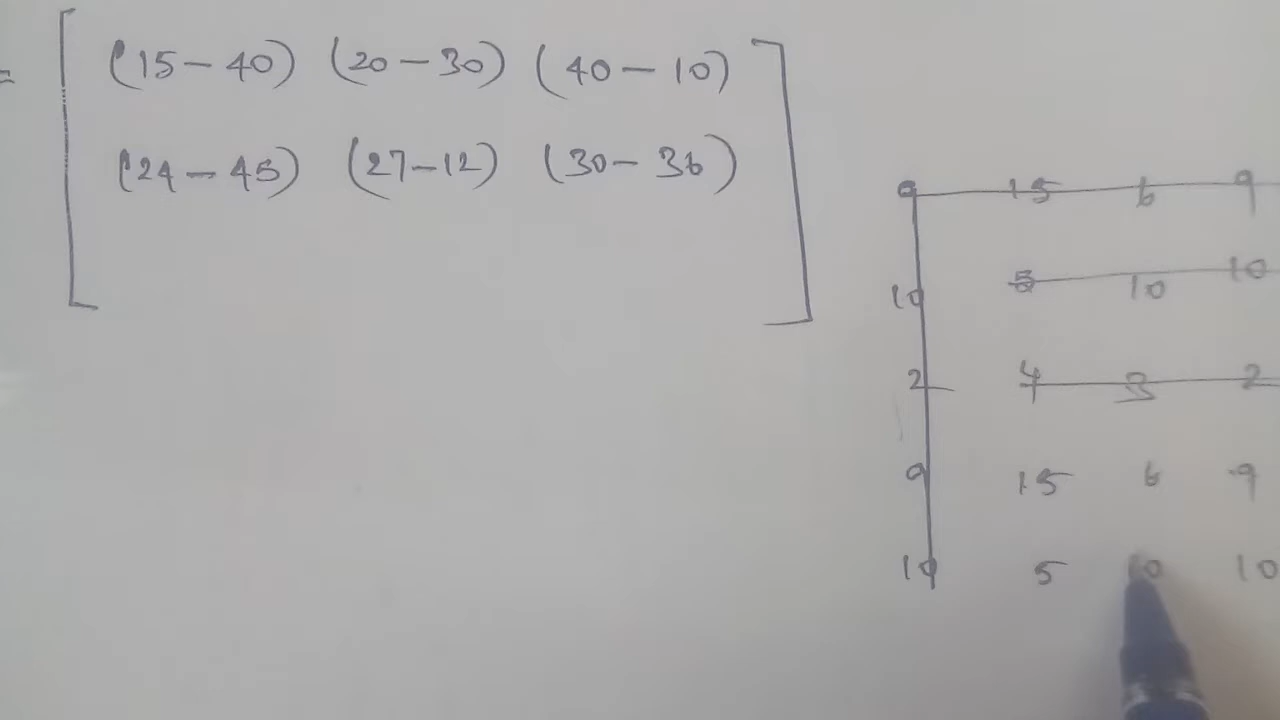 = (15-40) (20-30) (40-10)
(24-45) (27-12) (30-36)
9 15 6 9
10 5 10 10
2 4 3 2
9 15 6 9
10 5 10 10